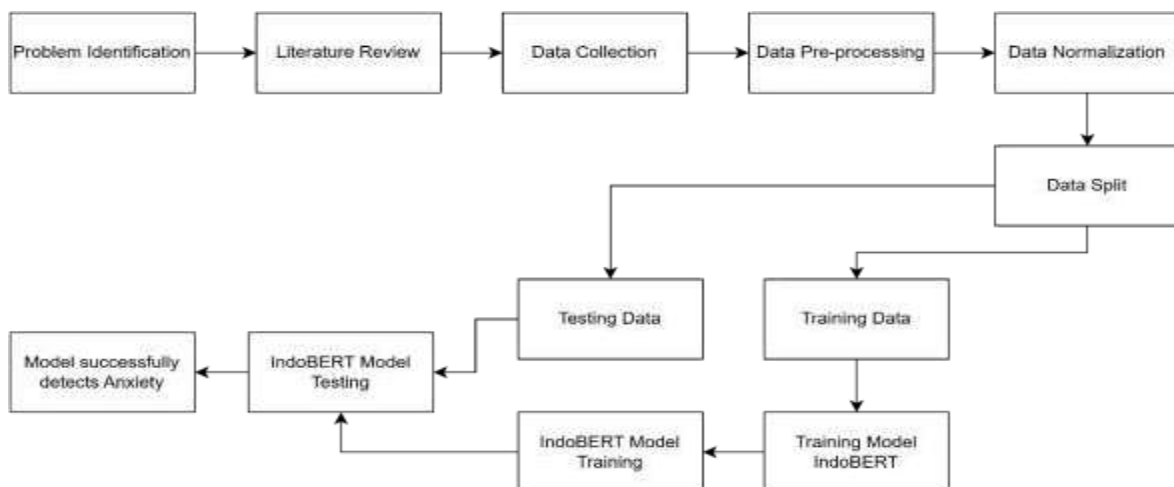 Problem Identification
Literature Review
Data Collection
Data Pre-processing
Data Normalization
Data Split
Testing Data
Training Data
Model successfully
detects Anxiety
IndoBERT Model
Testing
IndoBERT Model
Training
Training Model
IndoBERT